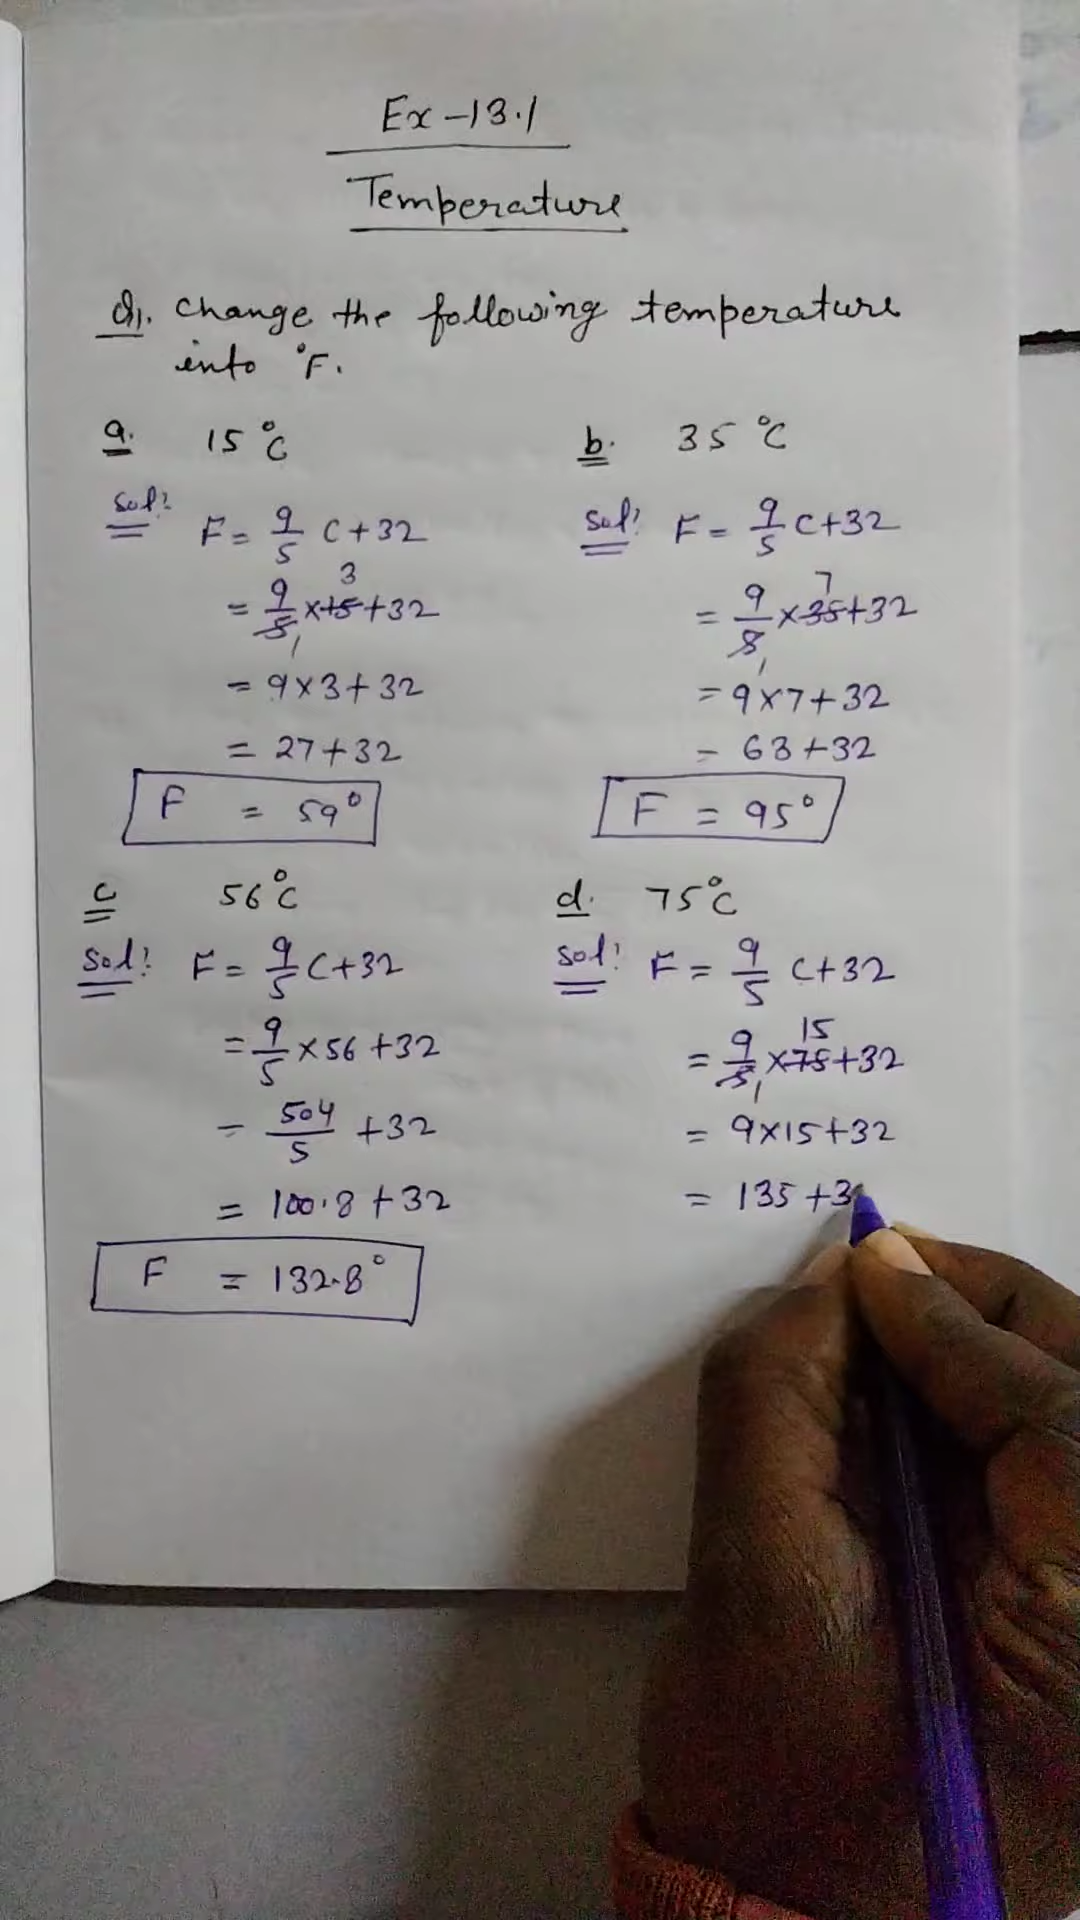 Ex-13.1
Temperature
Q1. Change the following temperature
into °F.
a. 15°C
Sol:
F = 9/5 C + 32
3
= 9/5 × 15 + 32
1
= 9 × 3 + 32
= 27 + 32
F = 59°
b. 35°C
Sol: F = 9/5 C + 32
7
= 9/5 × 35 + 32
1
= 9 × 7 + 32
= 63 + 32
F = 95°
c 56°C
Sol: F = 9/5 C + 32
= 9/5 × 56 + 32
= 504/5 + 32
= 100.8 + 32
F = 132.8°
d. 75°C
Sol: F = 9/5 C + 32
15
= 9/5 × 75 + 32
1
= 9 × 15 + 32
= 135 + 3